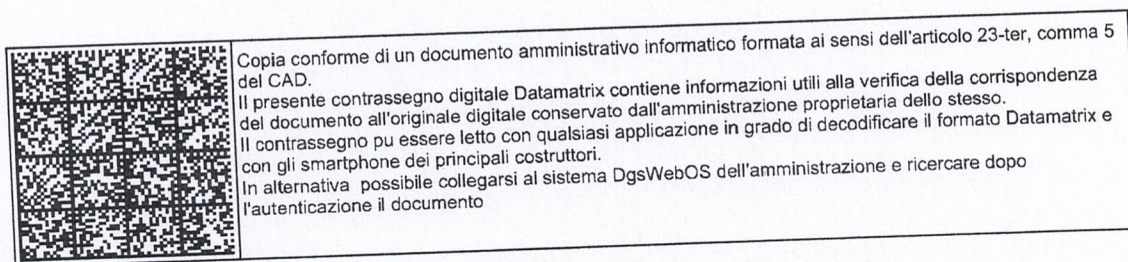 Copia conforme di un documento amministrativo informatico formata ai sensi dell'articolo 23-ter, comma 5
del CAD.
Il presente contrassegno digitale Datamatrix contiene informazioni utili alla verifica della corrispondenza
del documento all'originale digitale conservato dall'amministrazione proprietaria dello stesso.
Il contrassegno pu essere letto con qualsiasi applicazione in grado di decodificare il formato Datamatrix e
con gli smartphone dei principali costruttori.
In alternativa possibile collegarsi al sistema DgsWebOS dell'amministrazione e ricercare dopo
l'autenticazione il documento